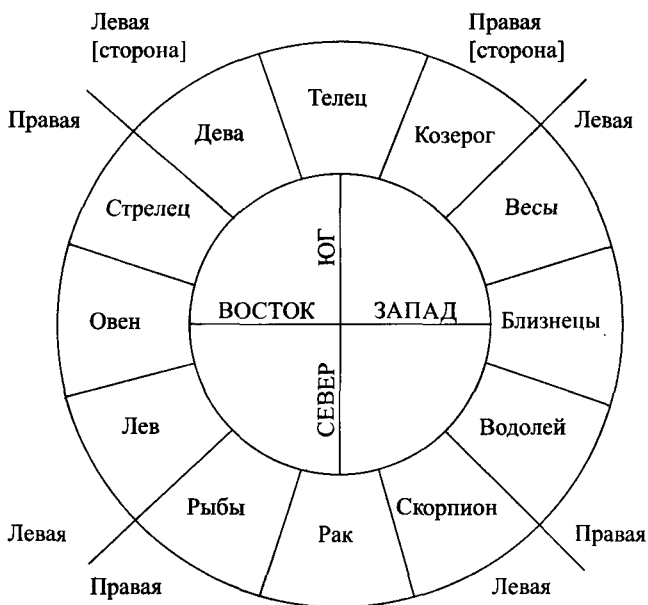 Левая
[сторона]
Правая
[сторона]
Правая
Телец
Левая
Дева
Козерог
Стрелец
Весы
ЮГ
Овен
ВОСТОК
ЗАПАД
Близнецы
СЕВЕР
Лев
Водолей
Рыбы
Скорпион
Рак
Левая
Правая
Правая
Левая